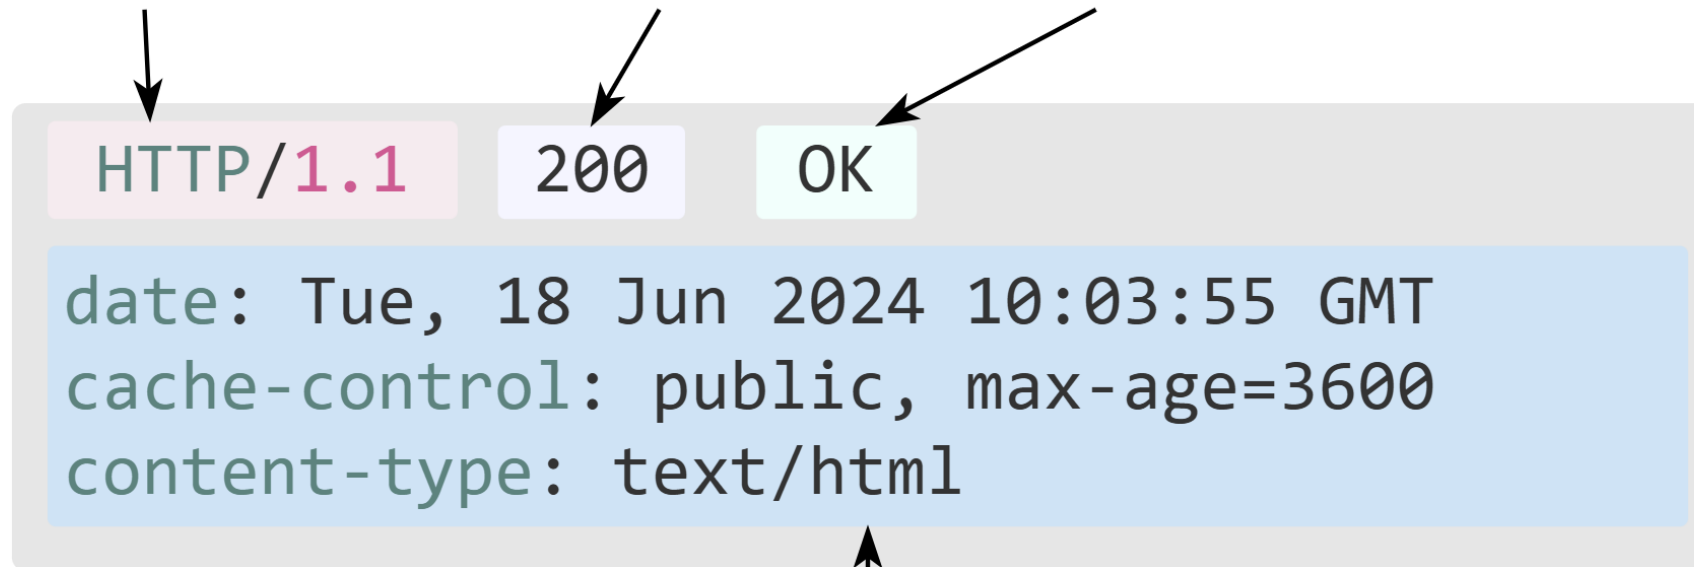 HTTP/1.1 200 OK
date: Tue, 18 Jun 2024 10:03:55 GMT
cache-control: public, max-age=3600
content-type: text/html